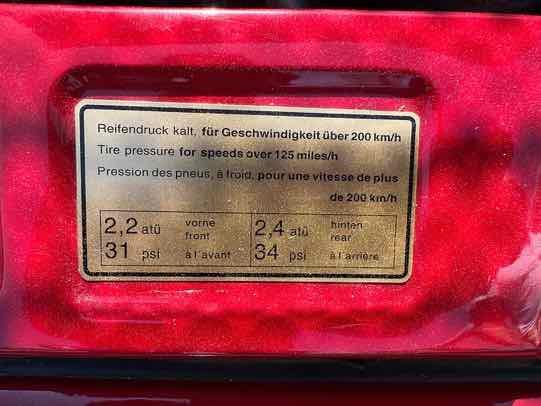 Reifendruck kalt, für Geschwindigkeit über 200 km/h
Tire pressure for speeds over 125 miles/h
Pression des pneus, à froid, pour une vitesse de plus
de 200 km/h
2,2 atü vorne 2,4 atü hinten
front rear
31 psi à l'avant 34 psi à l'arrière